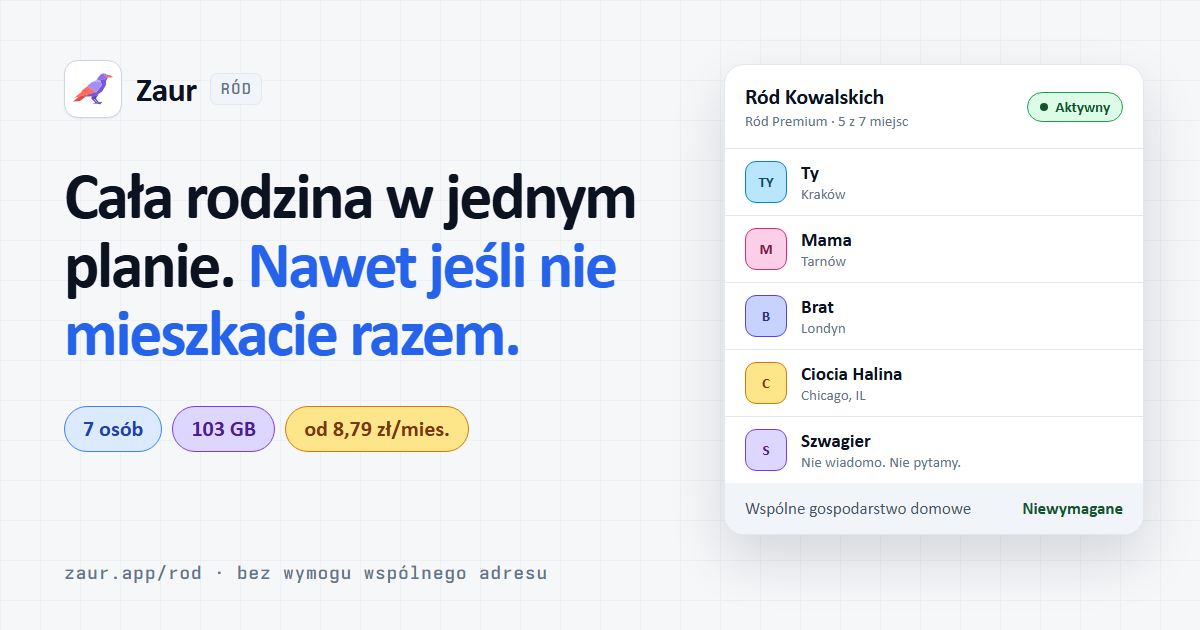 Zaur RÓD
Cała rodzina w jednym
planie. Nawet jeśli nie
mieszkacie razem.
7 osób 103 GB od 8,79 zł/mies.
zaur.app/rod · bez wymogu wspólnego adresu
Ród Kowalskich
Ród Premium · 5 z 7 miejsc
Aktywny
TY
Ty
Kraków
M
Mama
Tarnów
B
Brat
Londyn
C
Ciocia Halina
Chicago, IL
S
Szwagier
Nie wiadomo. Nie pytamy.
Wspólne gospodarstwo domowe Niewymagane